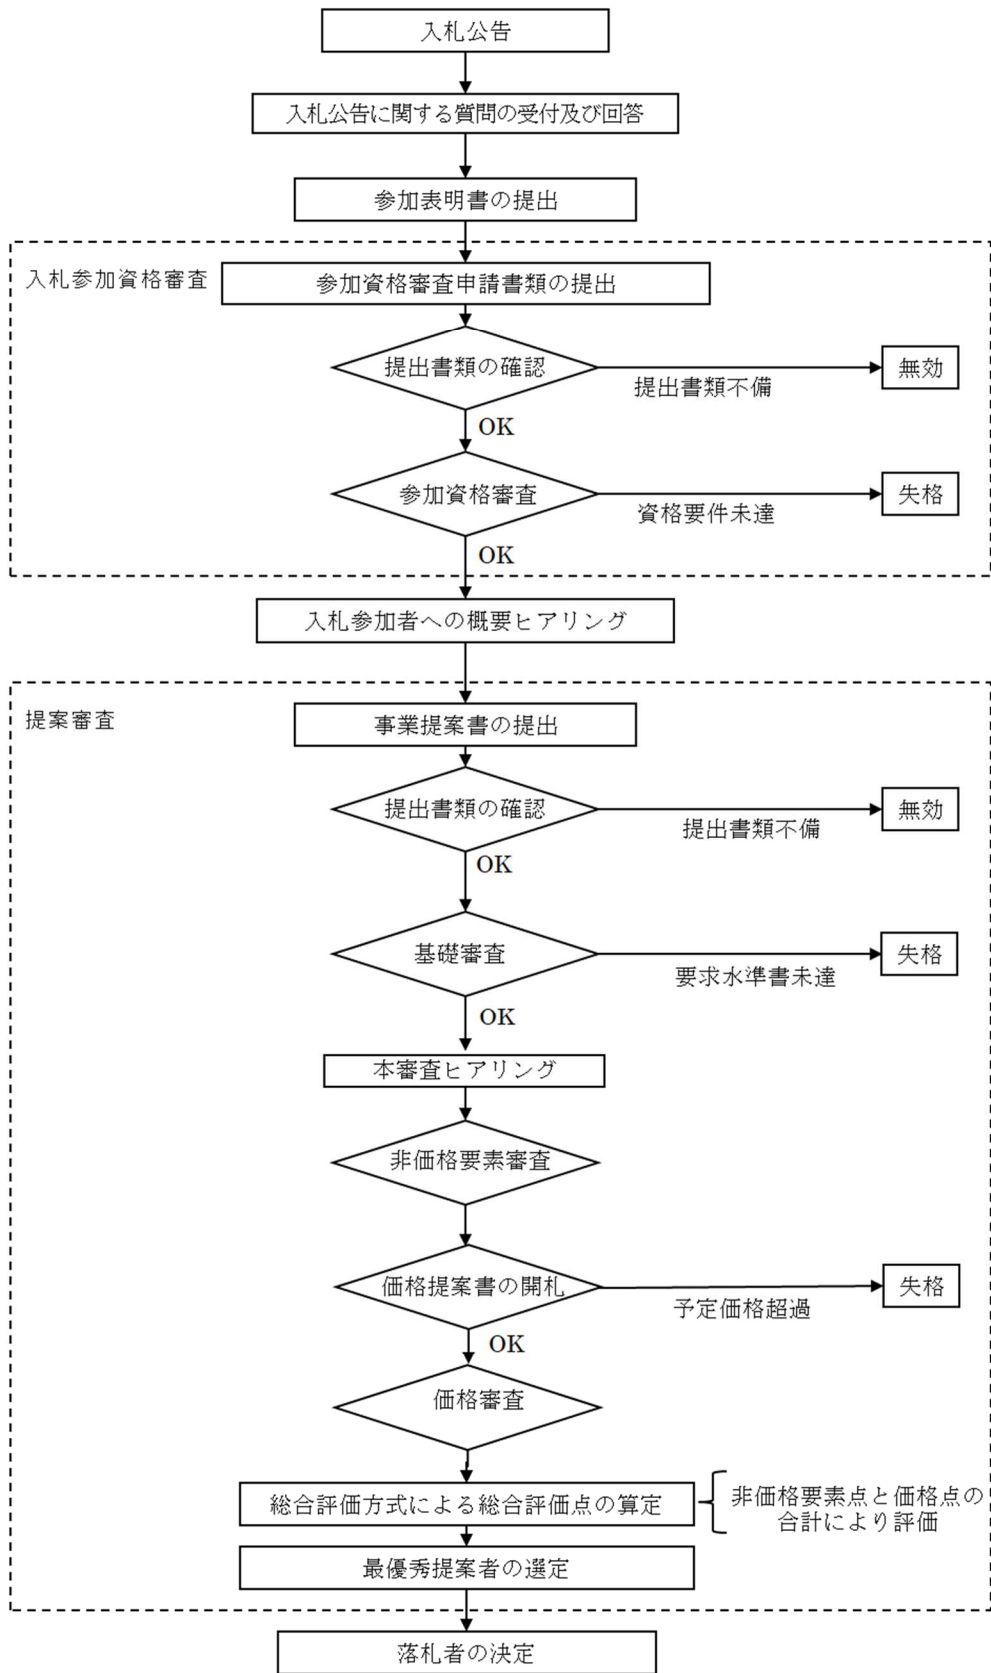 入札公告
入札公告に関する質問の受付及び回答
参加表明書の提出
入札参加資格審査
参加資格審査申請書類の提出
提出書類の確認
提出書類不備
無効
OK
参加資格審査
資格要件未達
失格
OK
入札参加者への概要ヒアリング
提案審査
事業提案書の提出
提出書類の確認
提出書類不備
無効
OK
基礎審査
要求水準書未達
失格
OK
本審査ヒアリング
非価格要素審査
価格提案書の開札
予定価格超過
失格
OK
価格審査
総合評価方式による総合評価点の算定
非価格要素点と価格点の
合計により評価
最優秀提案者の選定
落札者の決定